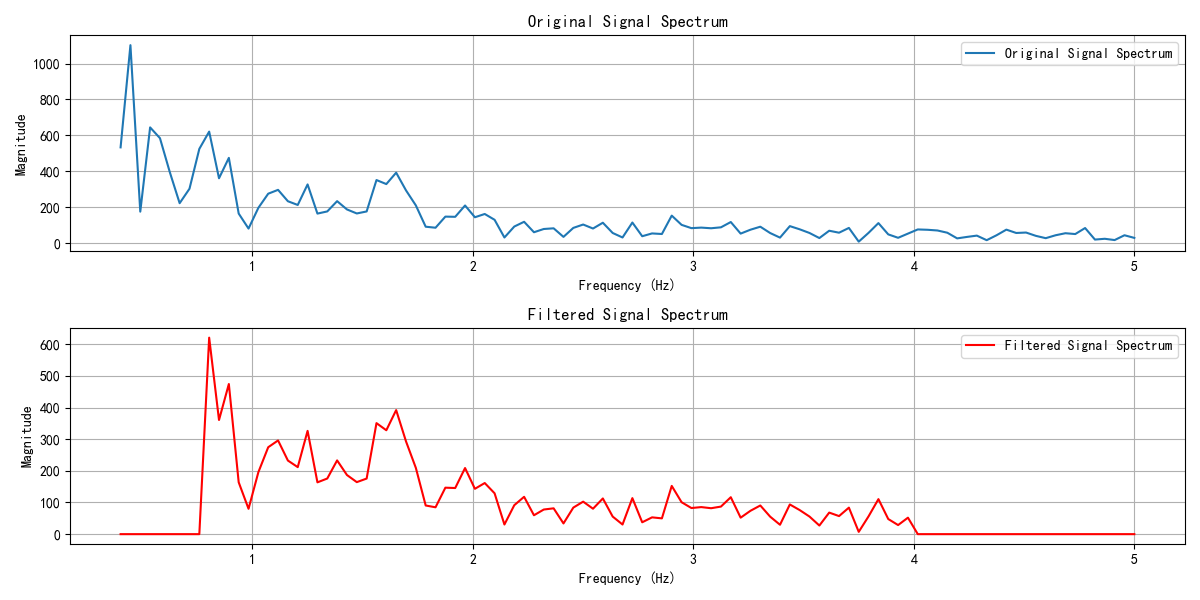 Original Signal Spectrum
Original Signal Spectrum
Magnitude
1000
800
600
400
200
0
1 2 3 4 5
Frequency (Hz)
Filtered Signal Spectrum
Filtered Signal Spectrum
Magnitude
600
500
400
300
200
100
0
1 2 3 4 5
Frequency (Hz)